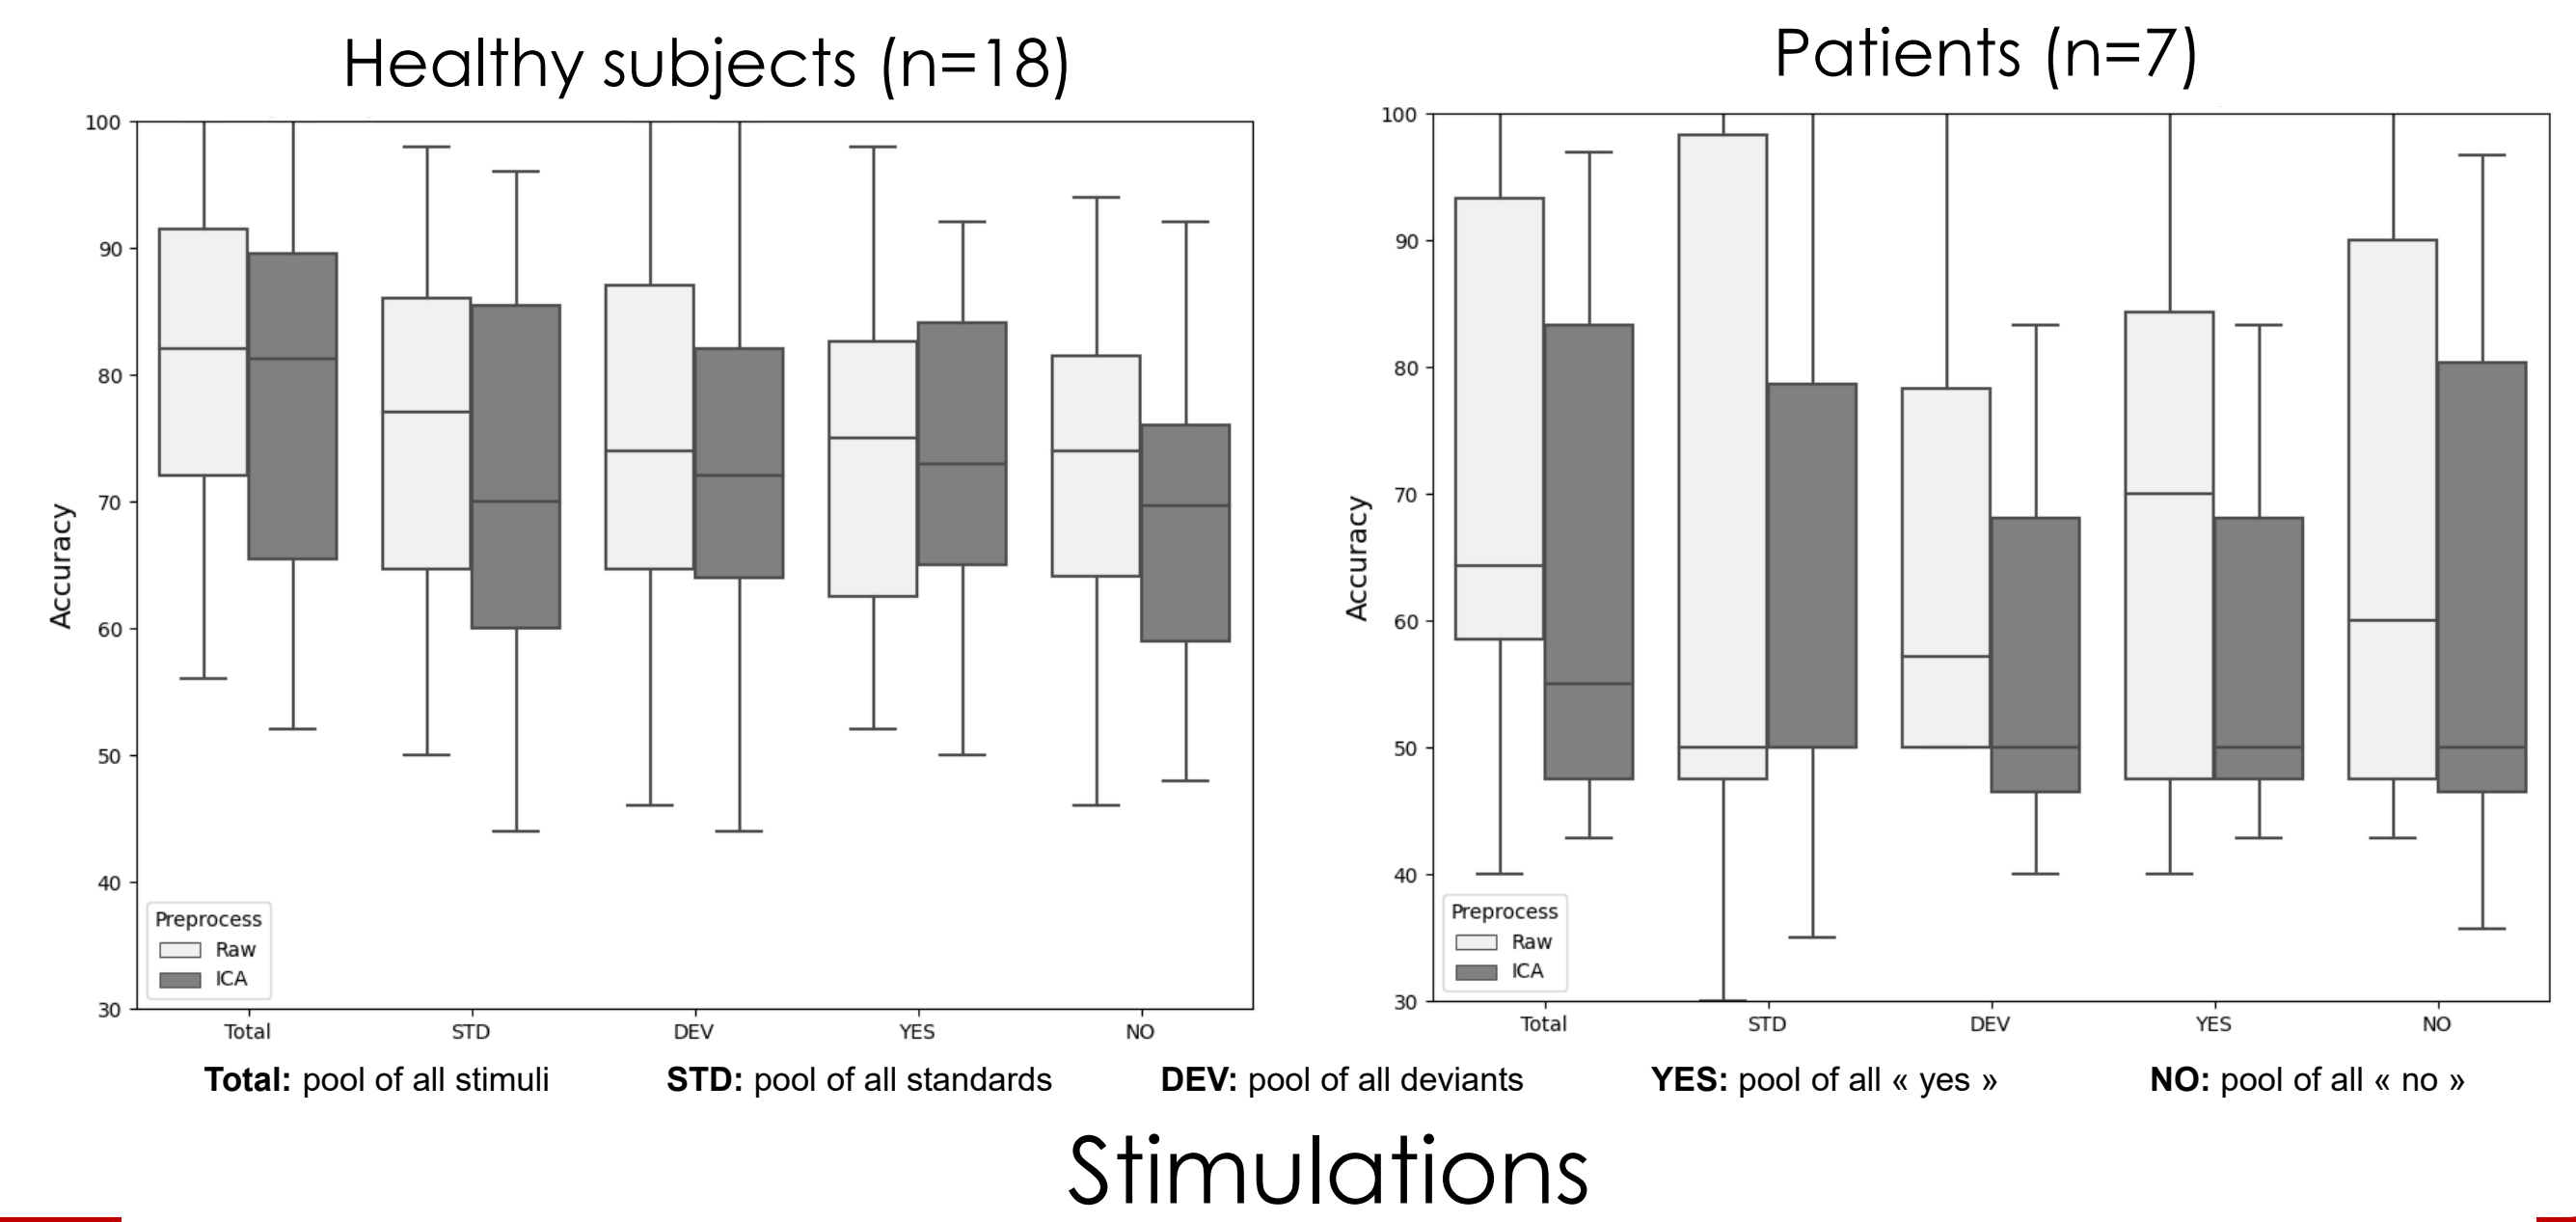 Healthy subjects (n=18)
Patients (n=7)
100
90
80
70
60
50
40
30
Accuracy
Preprocess
Raw
ICA
Total STD DEV YES NO
100
90
80
70
60
50
40
30
Accuracy
Preprocess
Raw
ICA
Total STD DEV YES NO
Total: pool of all stimuli STD: pool of all standards DEV: pool of all deviants YES: pool of all « yes » NO: pool of all « no »
Stimulations